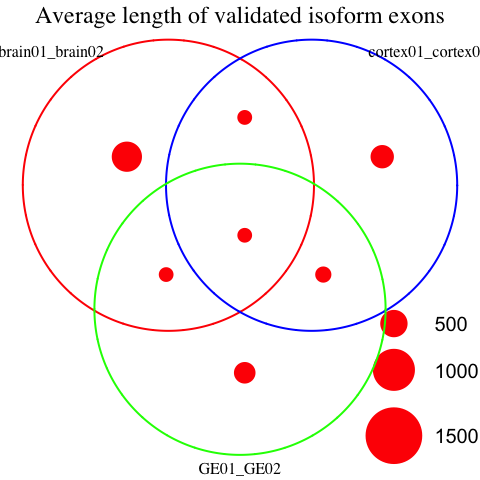 Average length of validated isoform exons
brain01_brain02
cortex01_cortex0
GE01_GE02
500
1000
1500